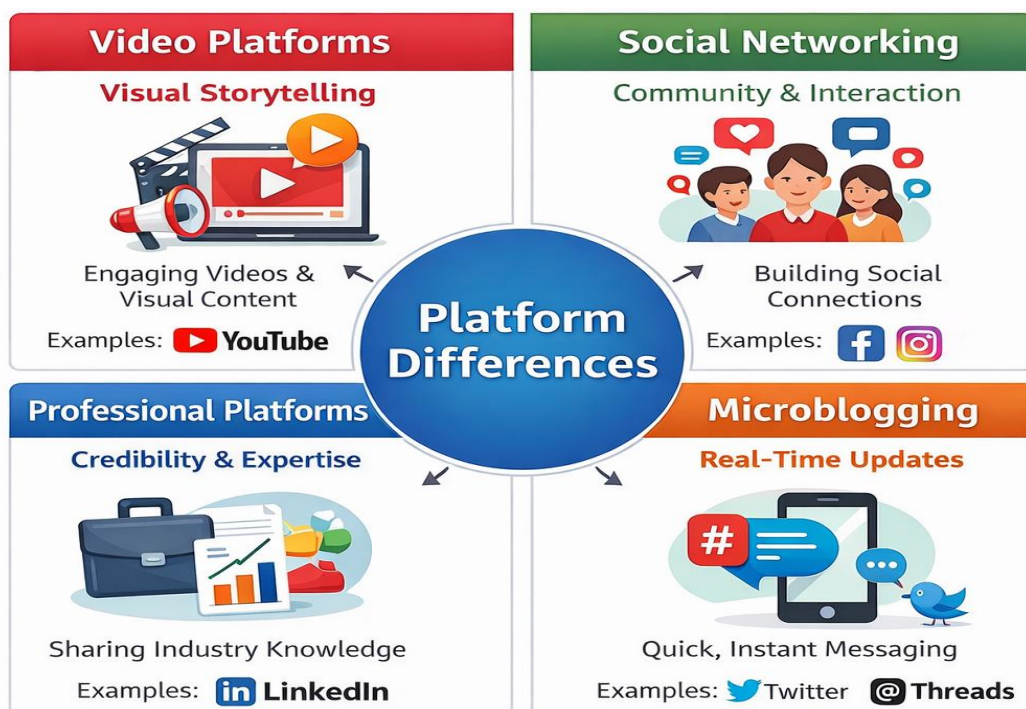 Video Platforms
Visual Storytelling
Engaging Videos &
Visual Content
Examples: YouTube
Social Networking
Community & Interaction
Building Social
Connections
Examples: f
Platform
Differences
Professional Platforms
Credibility & Expertise
Sharing Industry Knowledge
Examples: in LinkedIn
Microblogging
Real-Time Updates
#
Quick, Instant Messaging
Examples: Twitter @ Threads